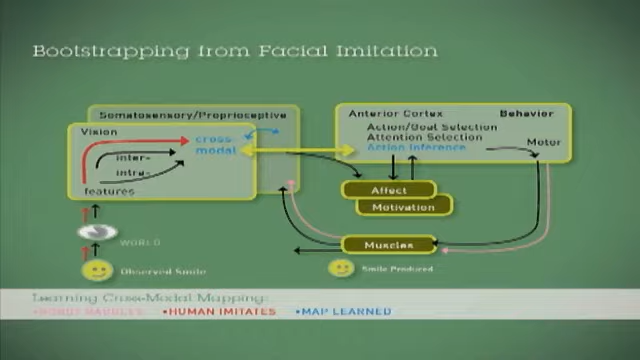 Bootstrapping from Facial Imitation
Somatosensory/Proprioceptive
Vision
cross-
modal
inter-
intra-
features
Anterior Cortex
Behavior
Action/Goal Selection
Attention Selection
Action Inference
Motor
Affect
Motivation
Muscles
WORLD
Observed Smile
Smile Produced
Learning Cross-Modal Mapping:
•ROBOT BABBLES •HUMAN IMITATES •MAP LEARNED